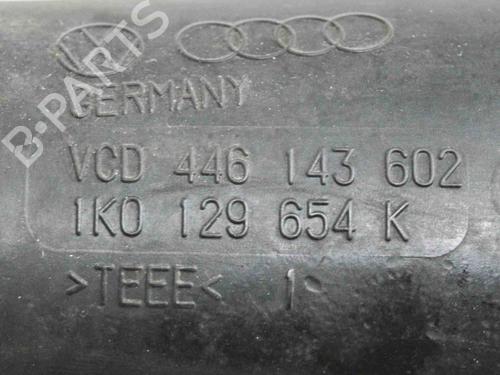 B-PARTS
GERMANY
VCD 446 143 602
1K0 129 654 K
>TEEE< 1